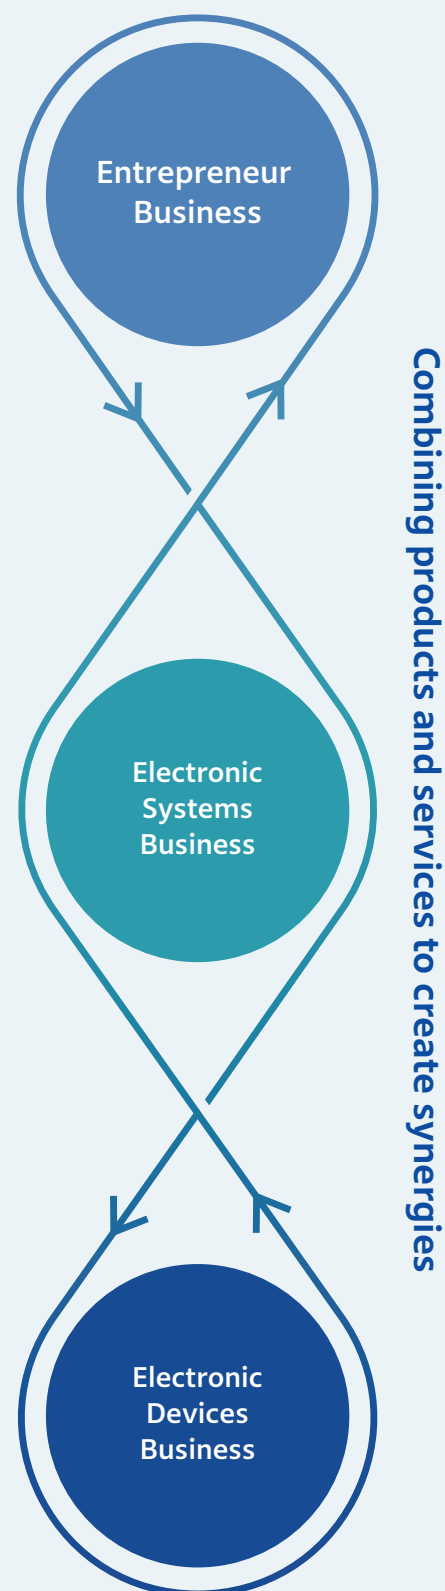 Entrepreneur
Business
Electronic
Systems
Business
Electronic
Devices
Business
Combining products and services to create synergies